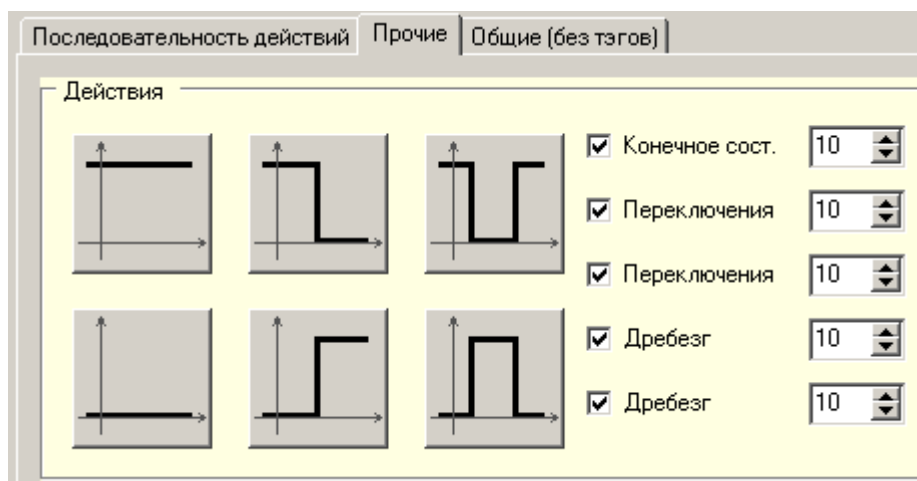 Последовательность действий Прочие Общие (без тэгов)
Действия
Конечное сост. 10
Переключения 10
Переключения 10
Дребезг 10
Дребезг 10